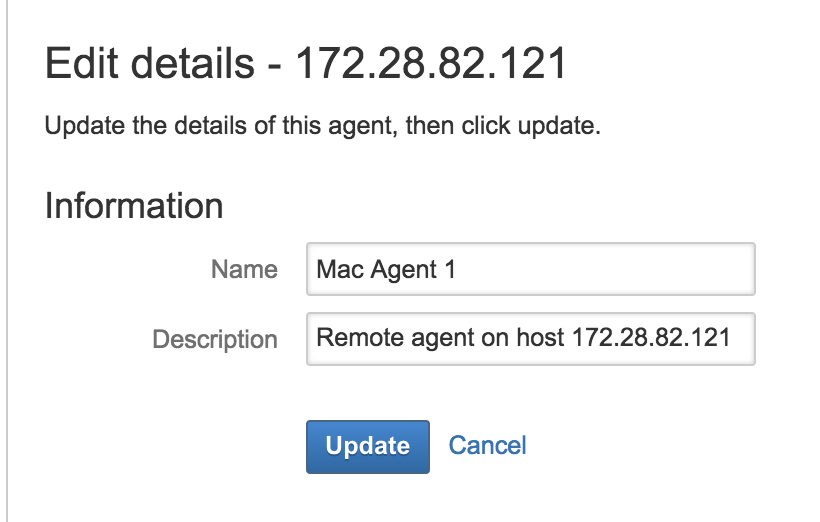 Edit details - 172.28.82.121
Update the details of this agent, then click update.
Information
Name Mac Agent 1
Description Remote agent on host 172.28.82.121
Update Cancel